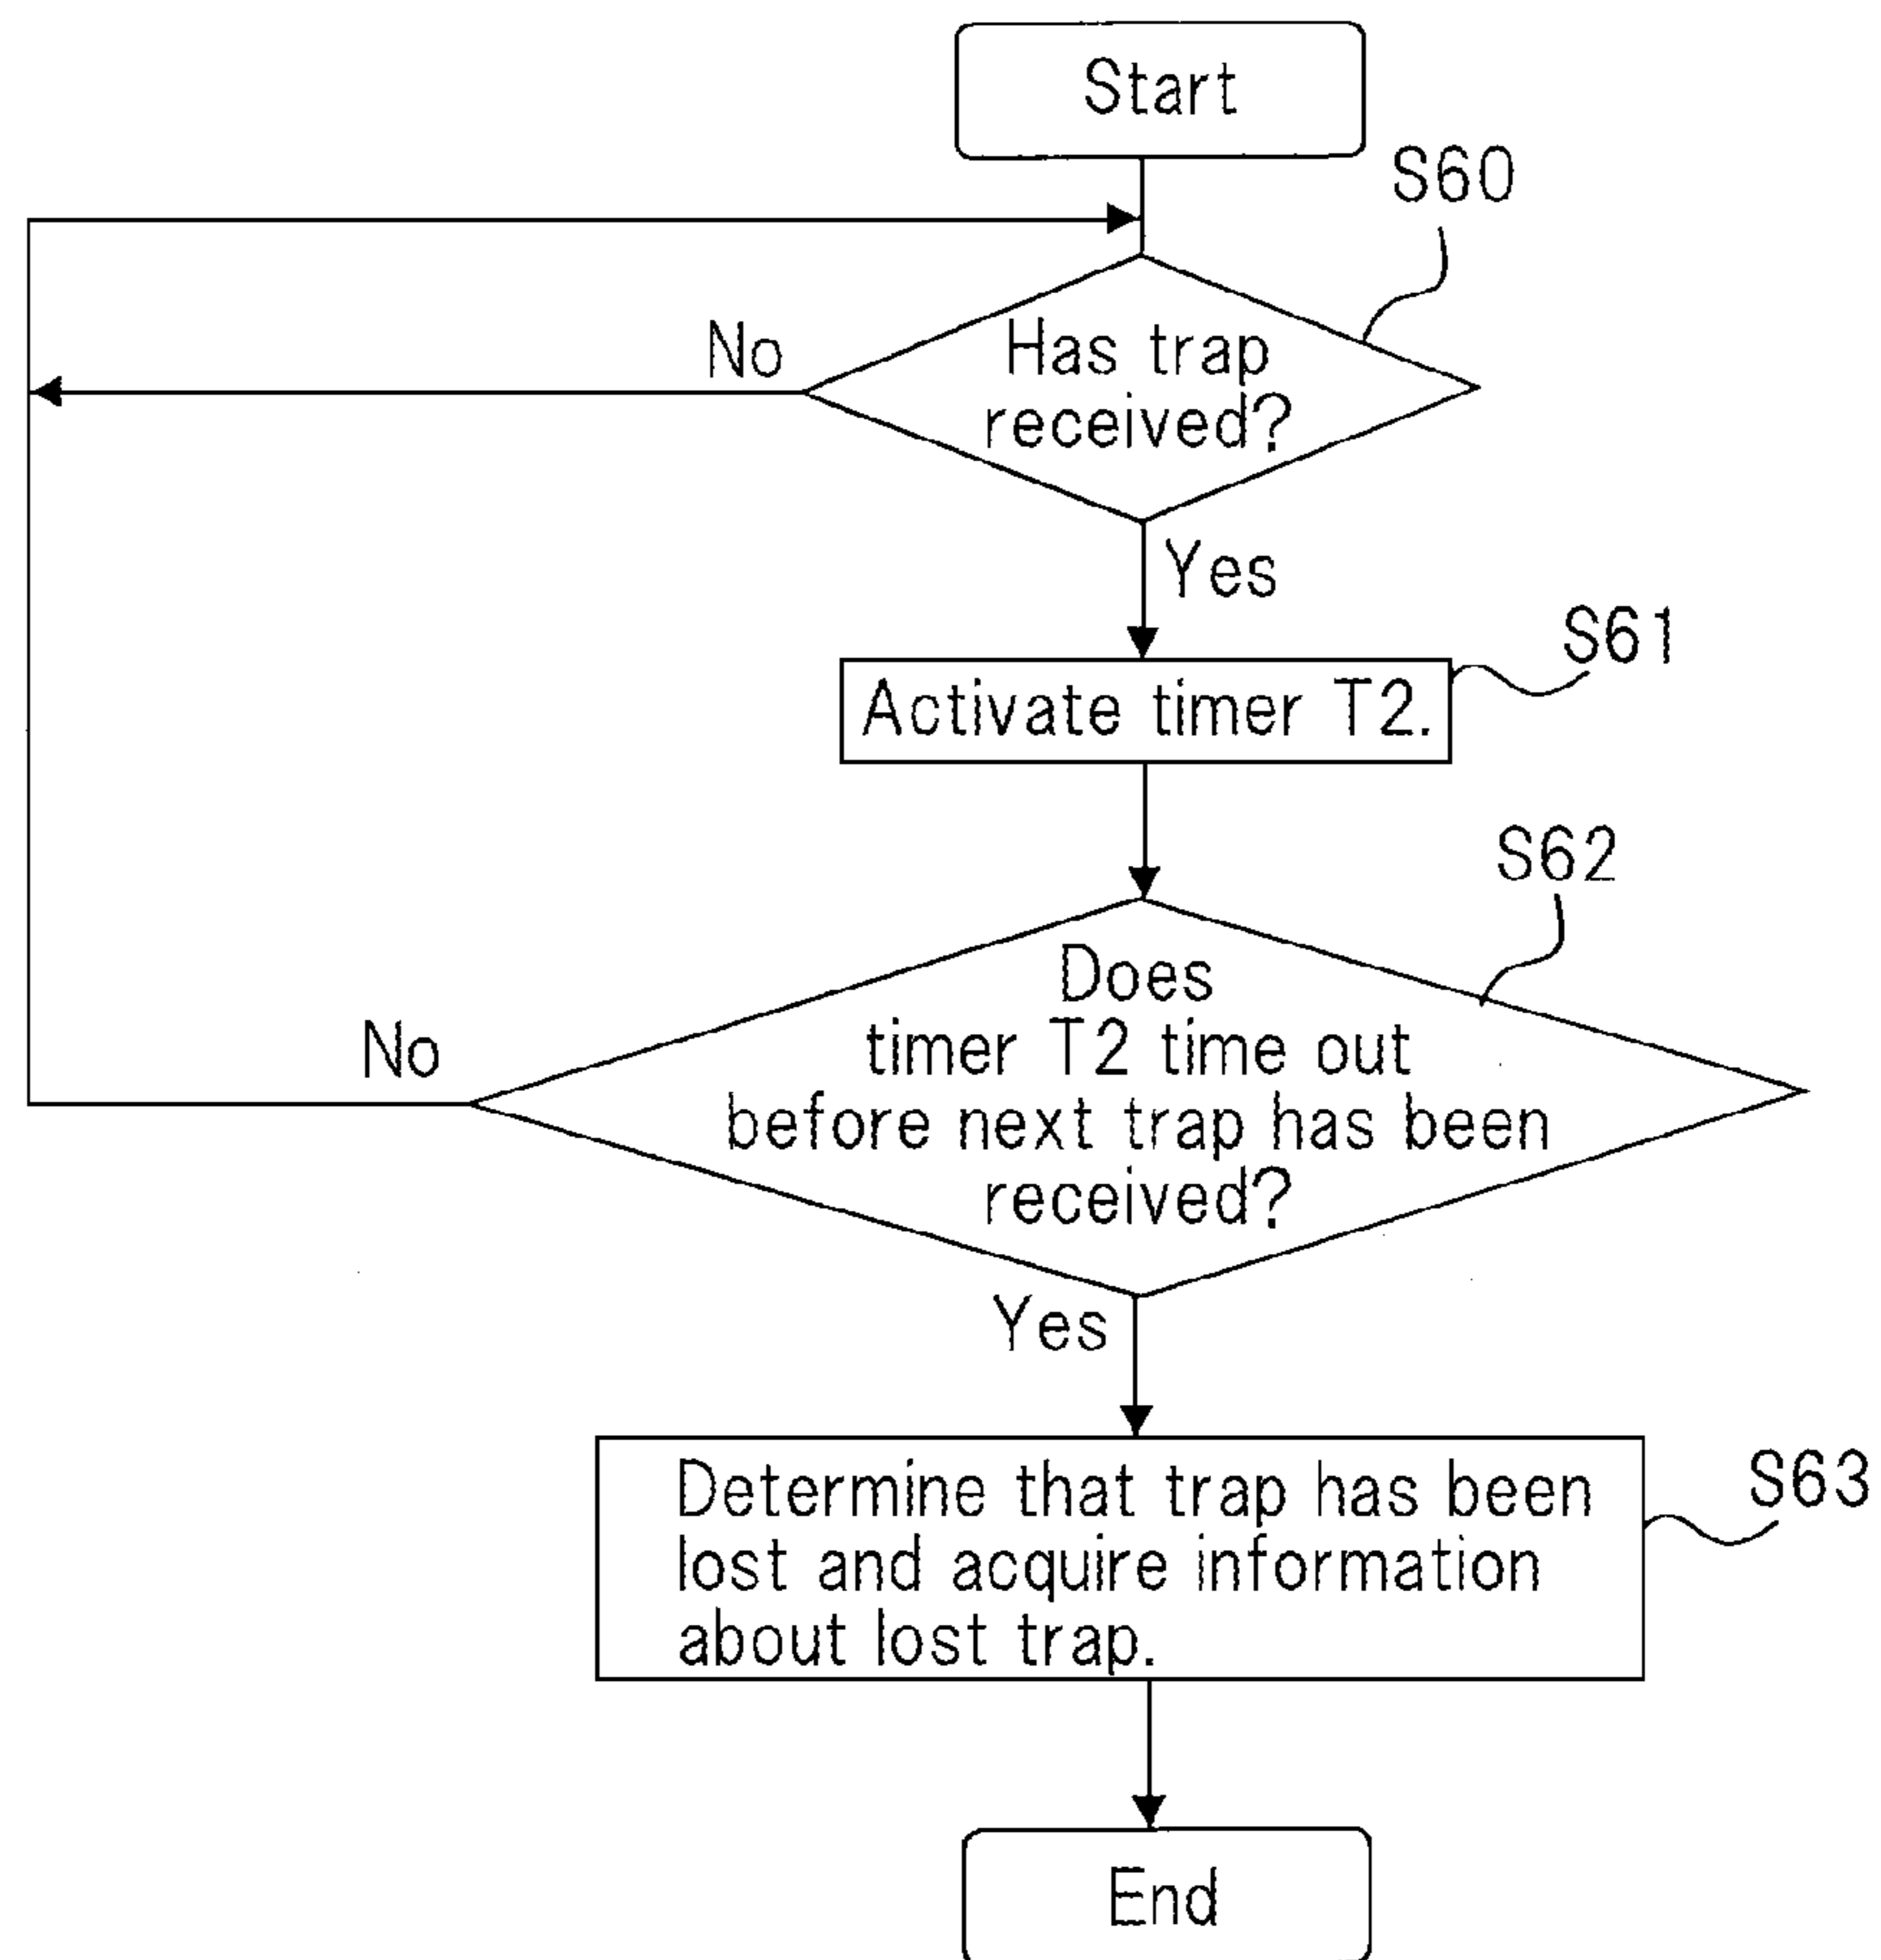 Start
S60
No
Has trap
received?
Yes
S61
Activate timer T2.
S62
Does
timer T2 time out
before next trap has been
received?
No
Yes
S63
Determine that trap has been
lost and acquire information
about lost trap.
End